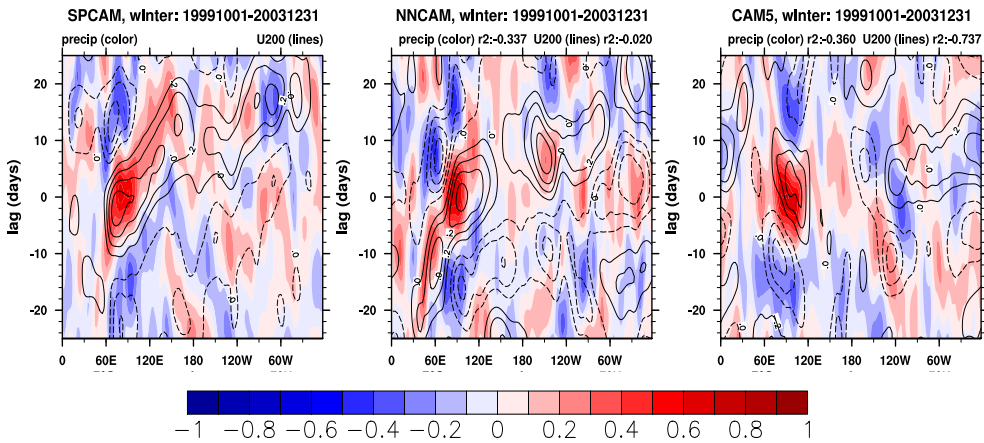 SPCAM, winter: 19991001-20031231
precip (color) U200 (lines)
lag (days)
20
10
0
-10
-20
0 60E 120E 180 120W 60W
NNCAM, winter: 19991001-20031231
precip (color) r2:-0.337 U200 (lines) r2:-0.020
lag (days)
20
10
0
-10
-20
0 60E 120E 180 120W 60W
CAM5, winter: 19991001-20031231
precip (color) r2:-0.360 U200 (lines) r2:-0.737
lag (days)
20
10
0
-10
-20
0 60E 120E 180 120W 60W
-1 -0.8 -0.6 -0.4 -0.2 0 0.2 0.4 0.6 0.8 1